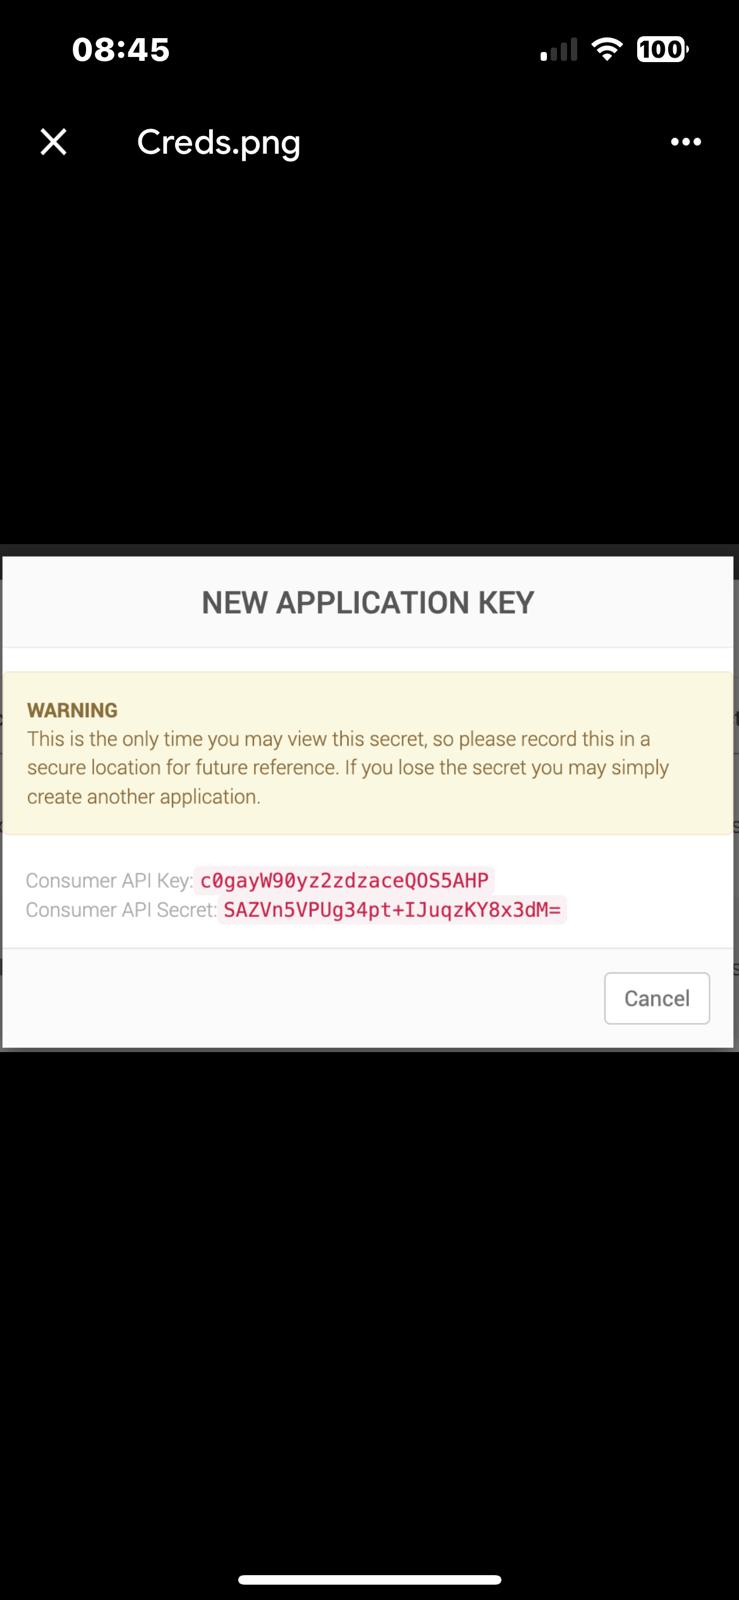 08:45
100
Creds.png
NEW APPLICATION KEY
WARNING
This is the only time you may view this secret, so please record this in a
secure location for future reference. If you lose the secret you may simply
create another application.
Consumer API Key: c0gayW90yz2zdzaceQOS5AHP
Consumer API Secret: SAZVn5VPUg34pt+IJuqzKY8x3dM=
Cancel